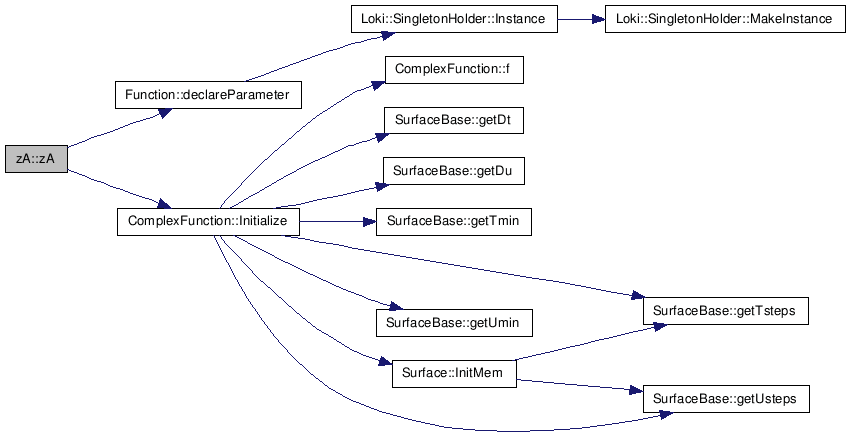 Loki::SingletonHolder::Instance
Loki::SingletonHolder::MakeInstance
ComplexFunction::f
Function::declareParameter
SurfaceBase::getDt
zA::zA
SurfaceBase::getDu
ComplexFunction::Initialize
SurfaceBase::getTmin
SurfaceBase::getTsteps
SurfaceBase::getUmin
Surface::InitMem
SurfaceBase::getUsteps